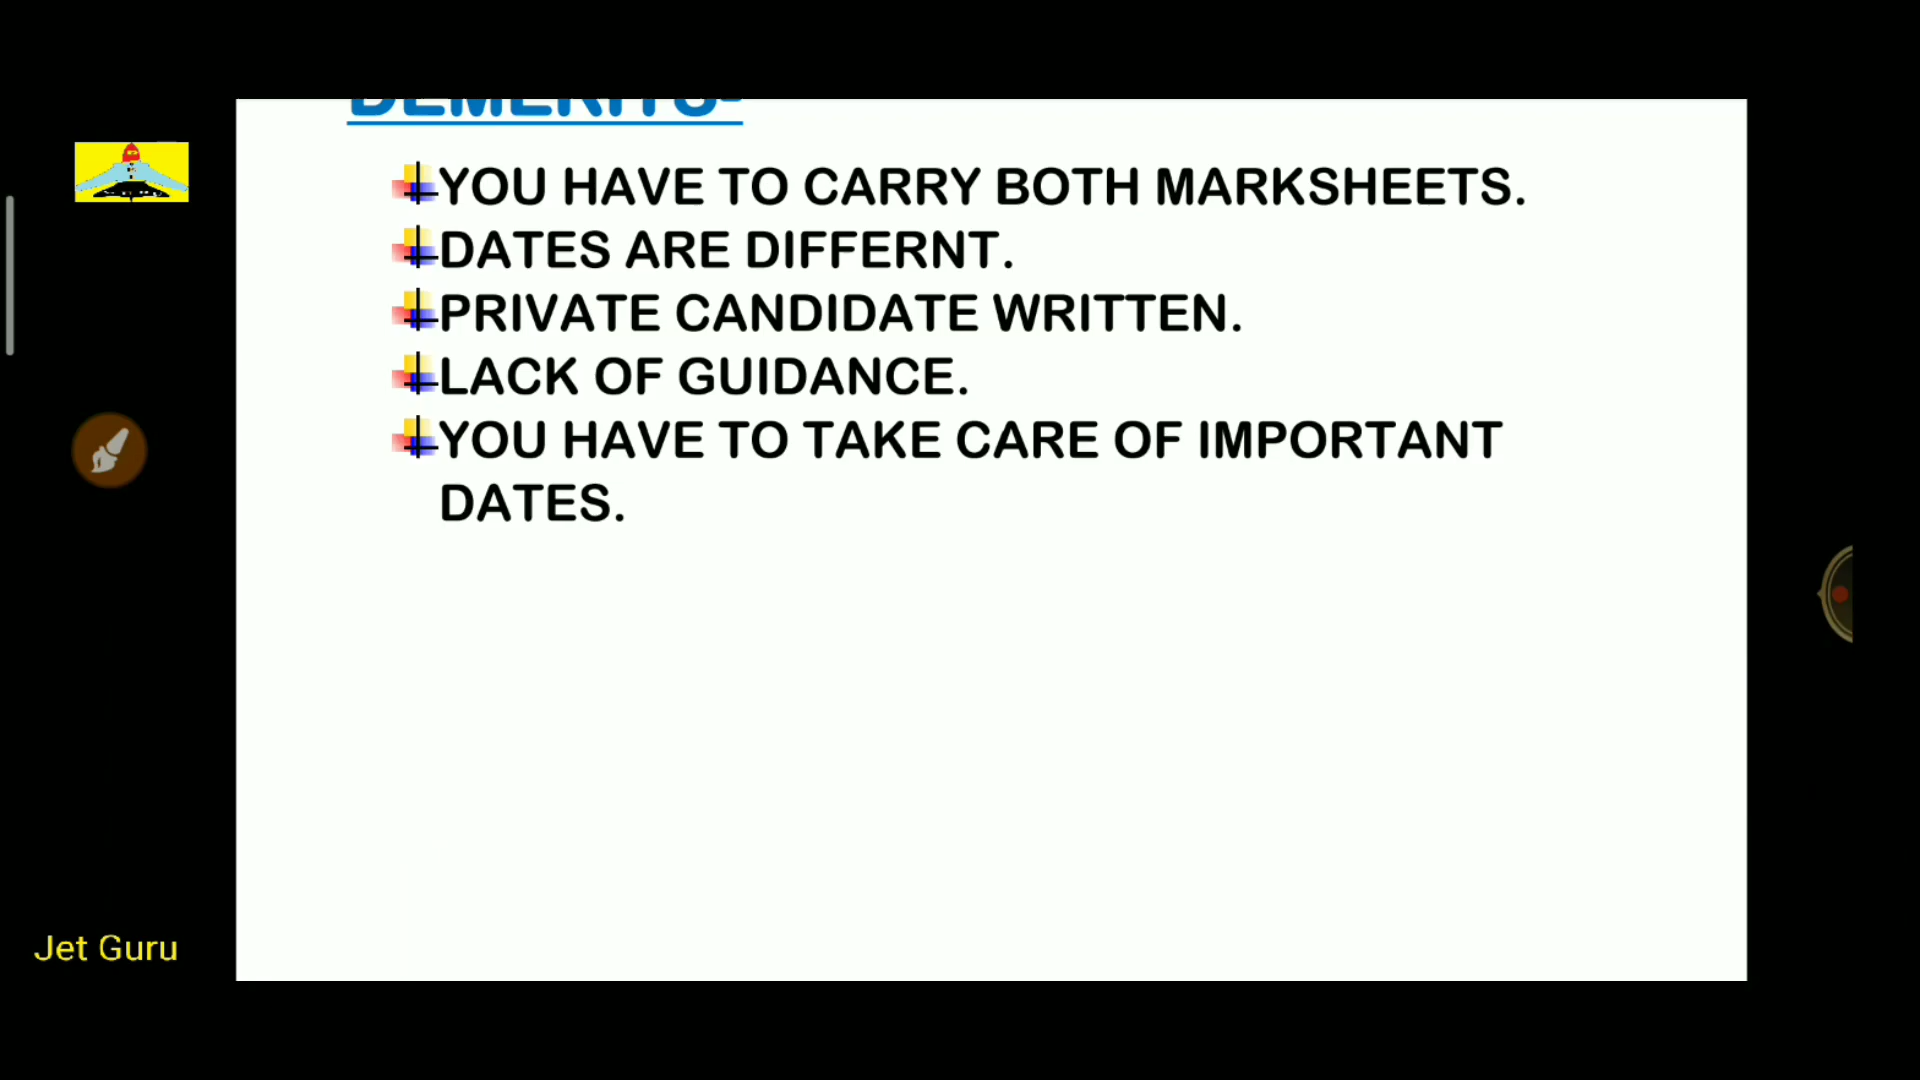 DEMERITS-
YOU HAVE TO CARRY BOTH MARKSHEETS.
DATES ARE DIFFERNT.
PRIVATE CANDIDATE WRITTEN.
LACK OF GUIDANCE.
YOU HAVE TO TAKE CARE OF IMPORTANT
DATES.
Jet Guru